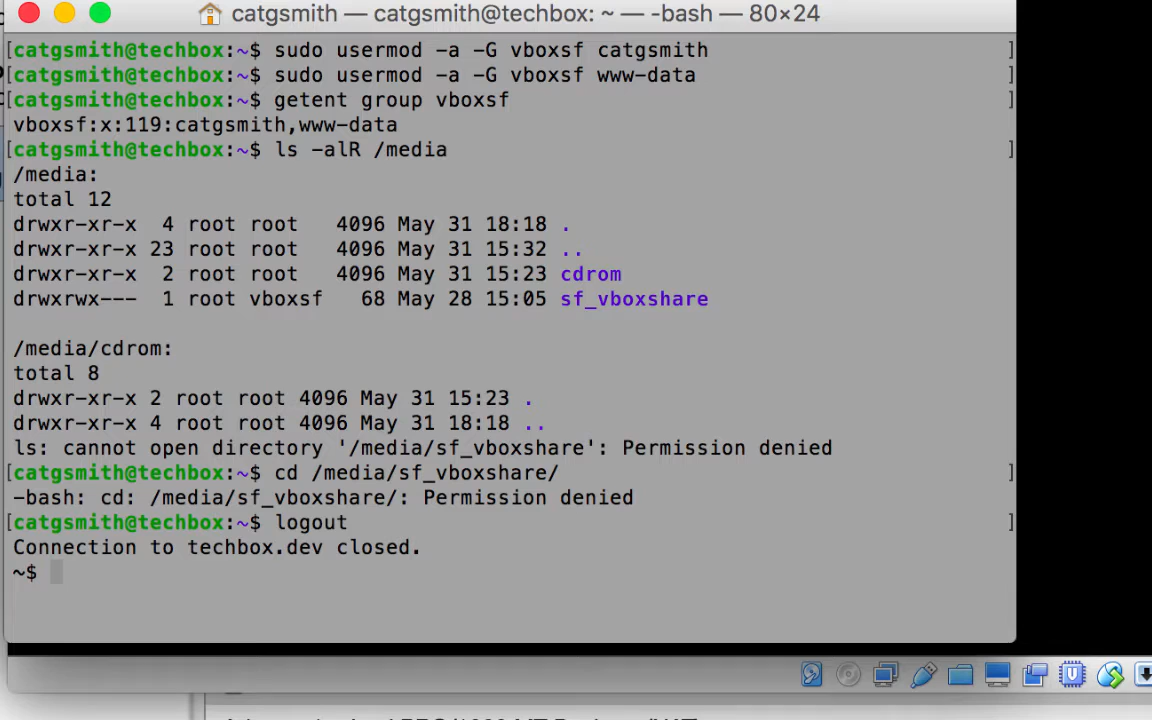 catgsmith — catgsmith@techbox: ~ — -bash — 80×24
[catgsmith@techbox:~$ sudo usermod -a -G vboxsf catgsmith ]
[catgsmith@techbox:~$ sudo usermod -a -G vboxsf www-data ]
[catgsmith@techbox:~$ getent group vboxsf ]
vboxsf:x:119:catgsmith,www-data
[catgsmith@techbox:~$ ls -alR /media ]
/media:
total 12
drwxr-xr-x  4 root root   4096 May 31 18:18 .
drwxr-xr-x 23 root root   4096 May 31 15:32 ..
drwxr-xr-x  2 root root   4096 May 31 15:23 cdrom
drwxrwx---  1 root vboxsf   68 May 28 15:05 sf_vboxshare
/media/cdrom:
total 8
drwxr-xr-x 2 root root 4096 May 31 15:23 .
drwxr-xr-x 4 root root 4096 May 31 18:18 ..
ls: cannot open directory '/media/sf_vboxshare': Permission denied
[catgsmith@techbox:~$ cd /media/sf_vboxshare/ ]
-bash: cd: /media/sf_vboxshare/: Permission denied
[catgsmith@techbox:~$ logout ]
Connection to techbox.dev closed.
~$